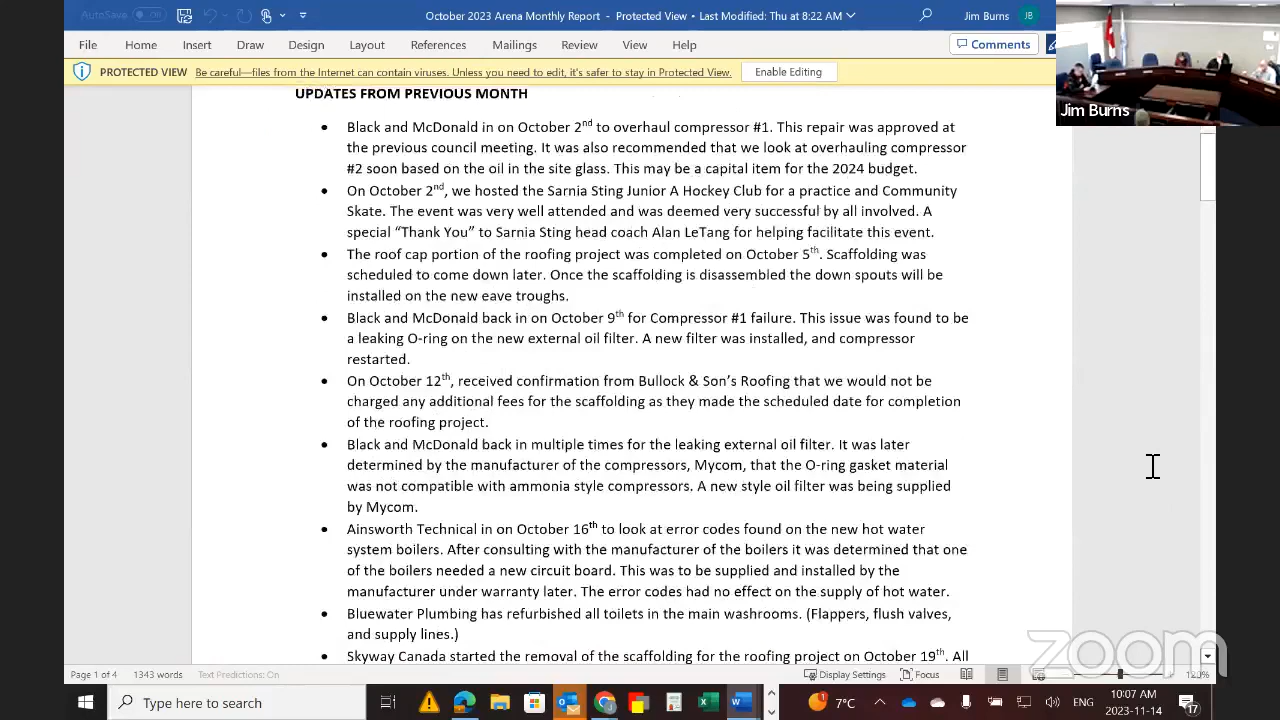 AutoSave Off
October 2023 Arena Monthly Report - Protected View • Last Modified: Thu at 8:22 AM
Jim Burns JB
File Home Insert Draw Design Layout References Mailings Review View Help Comments
PROTECTED VIEW Be careful—files from the Internet can contain viruses. Unless you need to edit, it's safer to stay in Protected View. Enable Editing
Jim Burns
UPDATES FROM PREVIOUS MONTH
• Black and McDonald in on October 2nd to overhaul compressor #1. This repair was approved at
the previous council meeting. It was also recommended that we look at overhauling compressor
#2 soon based on the oil in the site glass. This may be a capital item for the 2024 budget.
• On October 2nd, we hosted the Sarnia Sting Junior A Hockey Club for a practice and Community
Skate. The event was very well attended and was deemed very successful by all involved. A
special “Thank You” to Sarnia Sting head coach Alan LeTang for helping facilitate this event.
• The roof cap portion of the roofing project was completed on October 5th. Scaffolding was
scheduled to come down later. Once the scaffolding is disassembled the down spouts will be
installed on the new eave troughs.
• Black and McDonald back in on October 9th for Compressor #1 failure. This issue was found to be
a leaking O-ring on the new external oil filter. A new filter was installed, and compressor
restarted.
• On October 12th, received confirmation from Bullock & Son’s Roofing that we would not be
charged any additional fees for the scaffolding as they made the scheduled date for completion
of the roofing project.
• Black and McDonald back in multiple times for the leaking external oil filter. It was later
determined by the manufacturer of the compressors, Mycom, that the O-ring gasket material
was not compatible with ammonia style compressors. A new style oil filter was being supplied
by Mycom.
• Ainsworth Technical in on October 16th to look at error codes found on the new hot water
system boilers. After consulting with the manufacturer of the boilers it was determined that one
of the boilers needed a new circuit board. This was to be supplied and installed by the
manufacturer under warranty later. The error codes had no effect on the supply of hot water.
• Bluewater Plumbing has refurbished all toilets in the main washrooms. (Flappers, flush valves,
and supply lines.)
• Skyway Canada started the removal of the scaffolding for the roofing project on October 19th. All
zoom
Page 1 of 4 1343 words Text Predictions: On Display Settings Focus 120%
Type here to search 1 7°C 10:07 AM
2023-11-14 17